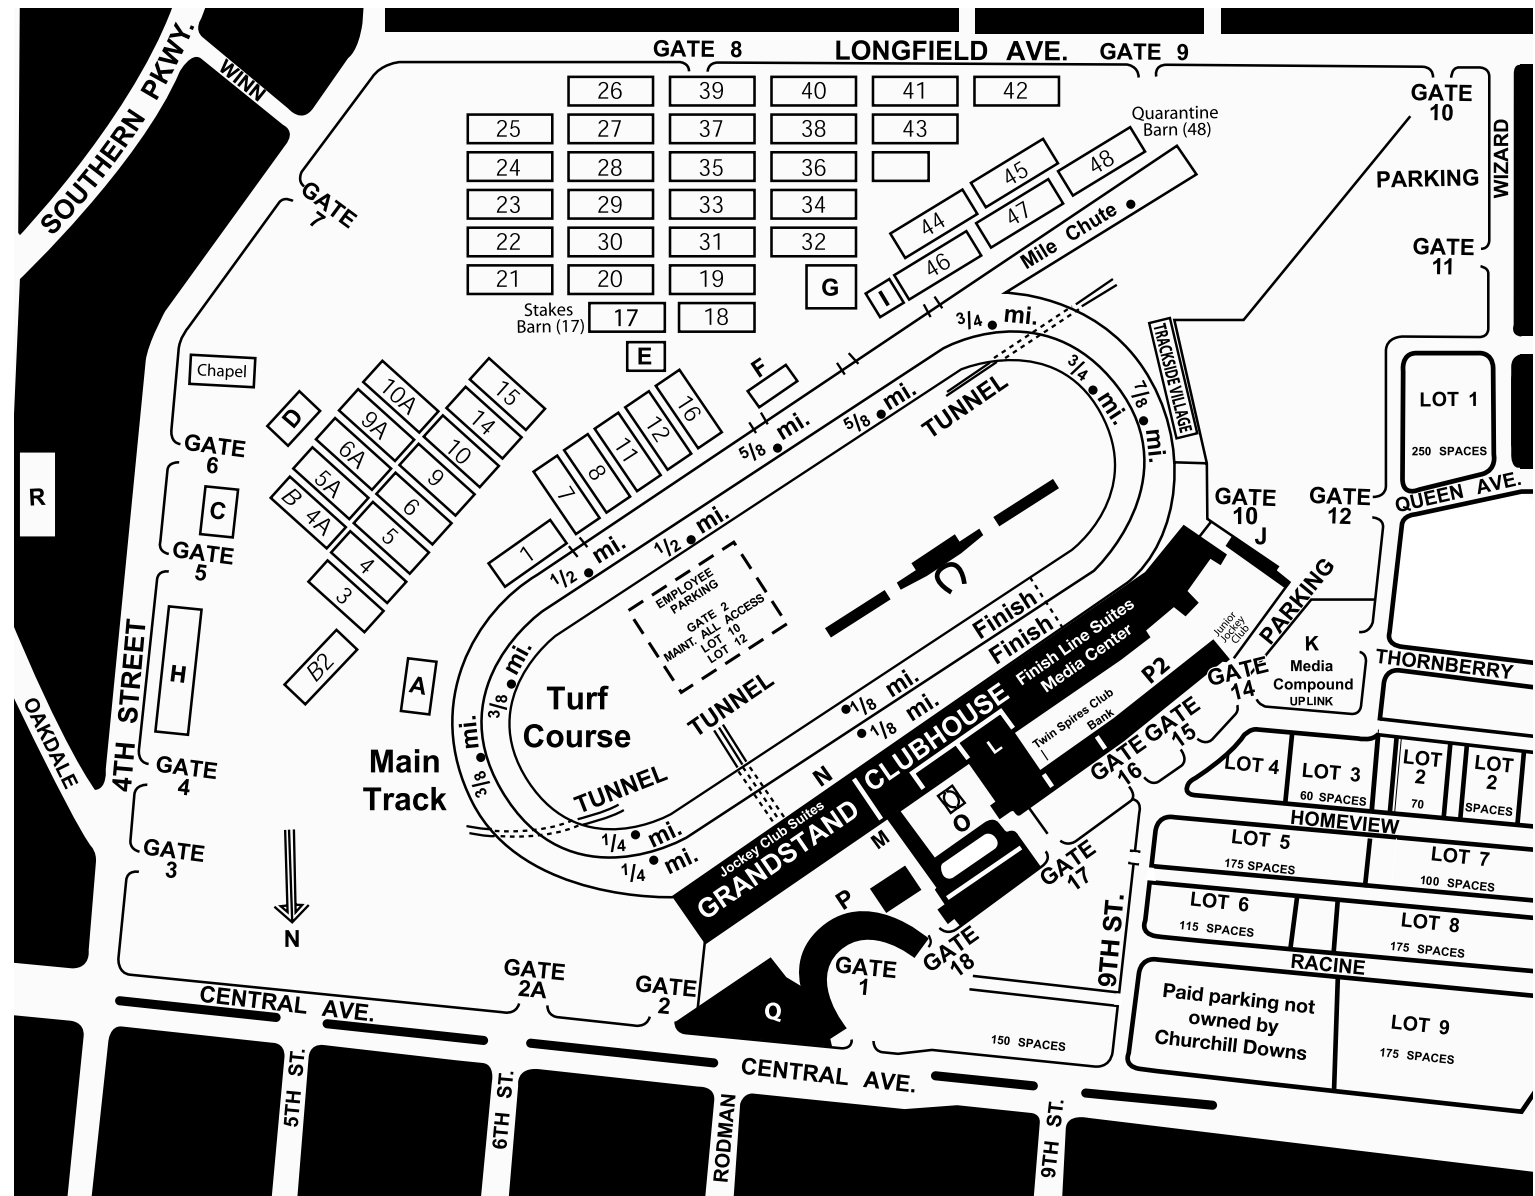 SOUTHERN PKWY.
WINN
GATE 8
LONGFIELD AVE.
GATE 9
GATE
10
WIZARD
PARKING
GATE
11
26
39
40
41
42
25
27
37
38
43
24
28
35
36
23
29
33
34
22
30
31
32
21
20
19
G
Stakes
Barn (17)
17
18
E
Quarantine
Barn (48)
45
48
44
47
46
I
Mile Chute
GATE
7
Chapel
D
10A
15
9A
14
6A
10
5A
9
B 4A
6
5
4
3
B2
A
F
16
12
11
8
7
1
GATE
6
R
C
GATE
5
H
4TH STREET
OAKDALE
GATE
4
GATE
3
N
Main
Track
Turf
Course
3/4 mi.
3/4 mi.
7/8 mi.
5/8 mi.
5/8 mi.
1/2 mi.
1/2 mi.
3/8 mi.
3/8 mi.
1/4 mi.
1/4 mi.
1/8 mi.
1/8 mi.
TUNNEL
TUNNEL
TUNNEL
EMPLOYEE
PARKING
GATE 2
MAINT. ALL ACCESS
LOT 10
LOT 12
Finish
Finish
TRACKSIDE VILLAGE
LOT 1
250 SPACES
QUEEN AVE.
GATE
10
GATE
12
J
PARKING
Junior
Jockey
Club
K
Media
Compound
UPLINK
THORNBERRY
Finish Line Suites
Media Center
P2
Twin Spires Club
Bank
CLUBHOUSE
L
N
Jockey Club Suites
GRANDSTAND
M
O
P
Q
GATE
14
GATE
15
GATE
16
GATE
17
GATE
18
GATE
1
LOT 4
LOT 3
60 SPACES
LOT
2
70
LOT
2
SPACES
HOMEVIEW
LOT 5
175 SPACES
LOT 7
100 SPACES
LOT 6
115 SPACES
LOT 8
175 SPACES
RACINE
Paid parking not
owned by
Churchill Downs
LOT 9
175 SPACES
9TH ST.
150 SPACES
GATE
2A
GATE
2
CENTRAL AVE.
CENTRAL AVE.
5TH ST.
6TH ST.
RODMAN
9TH ST.